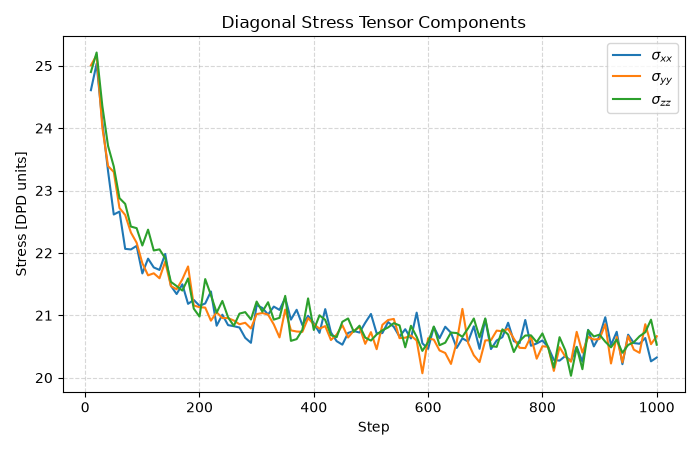 Diagonal Stress Tensor Components
Stress [DPD units]
25
24
23
22
21
20
σxx
σyy
σzz
0 200 400 600 800 1000
Step